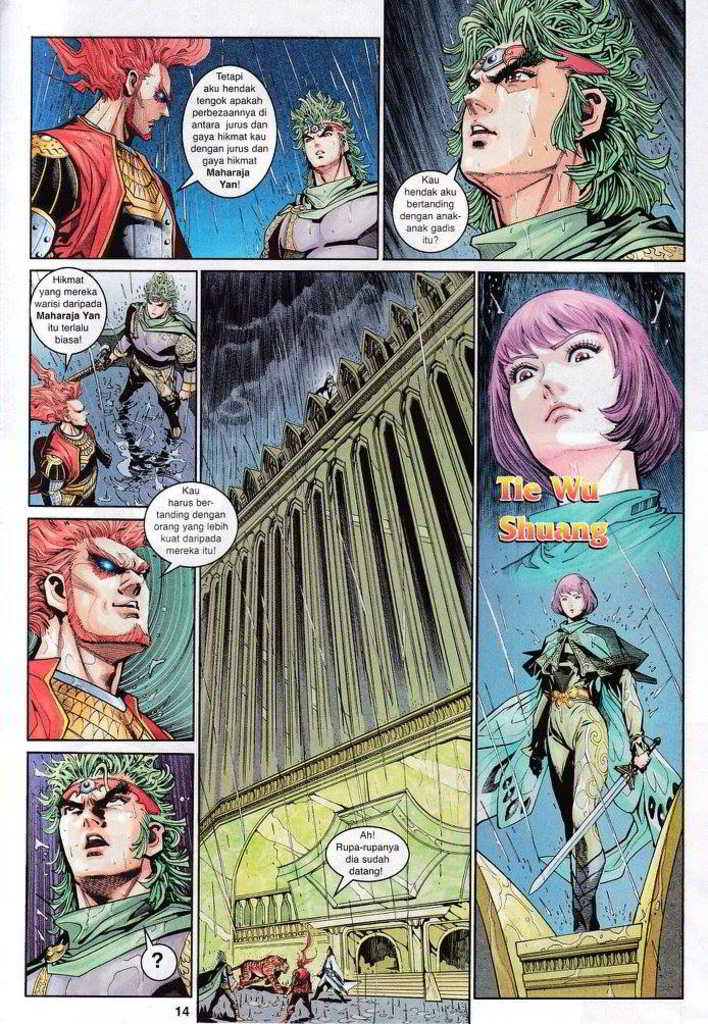 Tetapi
aku hendak
tengok apakah
perbezaannya di
antara jurus dan
gaya hikmat kau
dengan jurus dan
gaya hikmat
Maharaja Yan!
Kau
hendak aku
bertanding
dengan anak-
anak gadis
itu?
Hikmat
yang mereka
warisi daripada
Maharaja Yan
itu terlalu
biasa!
Kau
harus ber-
tanding dengan
orang yang lebih
kuat daripada
mereka itu!
?
Ah!
Rupa-rupanya
dia sudah
datang!
Tie Wu
Shuang
14